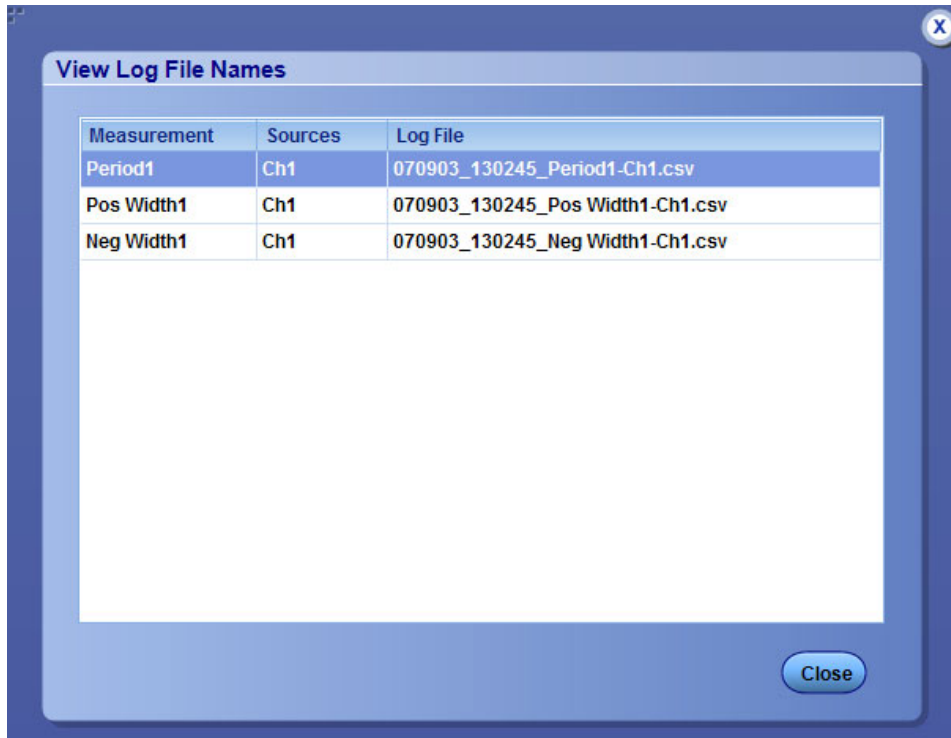 X
View Log File Names
Measurement Sources Log File
Period1 Ch1 070903_130245_Period1-Ch1.csv
Pos Width1 Ch1 070903_130245_Pos Width1-Ch1.csv
Neg Width1 Ch1 070903_130245_Neg Width1-Ch1.csv
Close